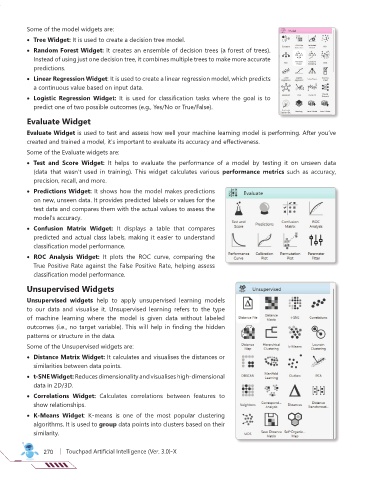 Some of the model widgets are:
• Tree Widget: It is used to create a decision tree model.
• Random Forest Widget: It creates an ensemble of decision trees (a forest of trees).
Instead of using just one decision tree, it combines multiple trees to make more accurate
predictions.
• Linear Regression Widget: It is used to create a linear regression model, which predicts
a continuous value based on input data.
• Logistic Regression Widget: It is used for classification tasks where the goal is to
predict one of two possible outcomes (e.g., Yes/No or True/False).
Evaluate Widget
Evaluate Widget is used to test and assess how well your machine learning model is performing. After you've
created and trained a model, it's important to evaluate its accuracy and effectiveness.
Some of the Evaluate widgets are:
• Test and Score Widget: It helps to evaluate the performance of a model by testing it on unseen data
(data that wasn't used in training). This widget calculates various performance metrics such as accuracy,
precision, recall, and more.
• Predictions Widget: It shows how the model makes predictions
on new, unseen data. It provides predicted labels or values for the
test data and compares them with the actual values to assess the
model's accuracy.
• Confusion Matrix Widget: It displays a table that compares
predicted and actual class labels, making it easier to understand
classification model performance.
• ROC Analysis Widget: It plots the ROC curve, comparing the
True Positive Rate against the False Positive Rate, helping assess
classification model performance.
Evaluate
Test and Score
Predictions
Confusion Matrix
ROC Analysis
Performance Curve
Calibration Plot
Permutation Plot
Parameter Fitter
Unsupervised Widgets
Unsupervised widgets help to apply unsupervised learning models
to our data and visualise it. Unsupervised learning refers to the type
of machine learning where the model is given data without labeled
outcomes (i.e., no target variable). This will help in finding the hidden
patterns or structure in the data.
Some of the Unsupervised widgets are:
• Distance Matrix Widget: It calculates and visualises the distances or
similarities between data points.
• t-SNE Widget: Reduces dimensionality and visualises high-dimensional
data in 2D/3D.
• Correlations Widget: Calculates correlations between features to
show relationships.
• K-Means Widget: K-means is one of the most popular clustering
algorithms. It is used to group data points into clusters based on their
similarity.
Unsupervised
Distance File
Distance Matrix
t-SNE
Correlations
Distance
Hierarchical Clustering
k-Means
Louvain Clustering
DBSCAN
Manifold Learning
Outliers
PCA
Correspond... Analysis
Distances
Distance
MDS
Save Distance Matrix
Self-Organiz... Map
270 | Touchpad Artificial Intelligence (Ver. 3.0)-X